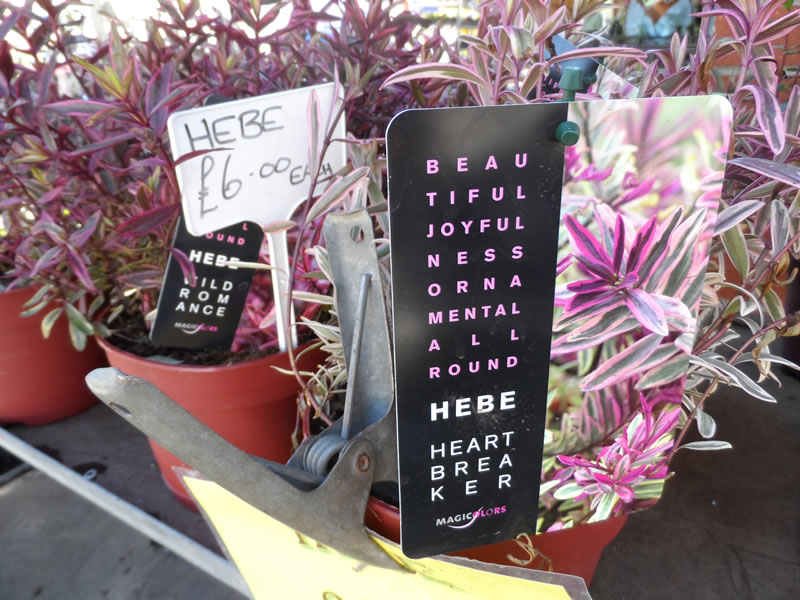 HEBE
£6.00 EACH
L
ROUND
HEBE
WILD
ROM
ANCE
MAGICOLORS
BEAU
TIFUL
JOYFUL
NESS
ORNA
MENTAL
ALL
ROUND
HEBE
HEART
BREA
KER
MAGICOLORS